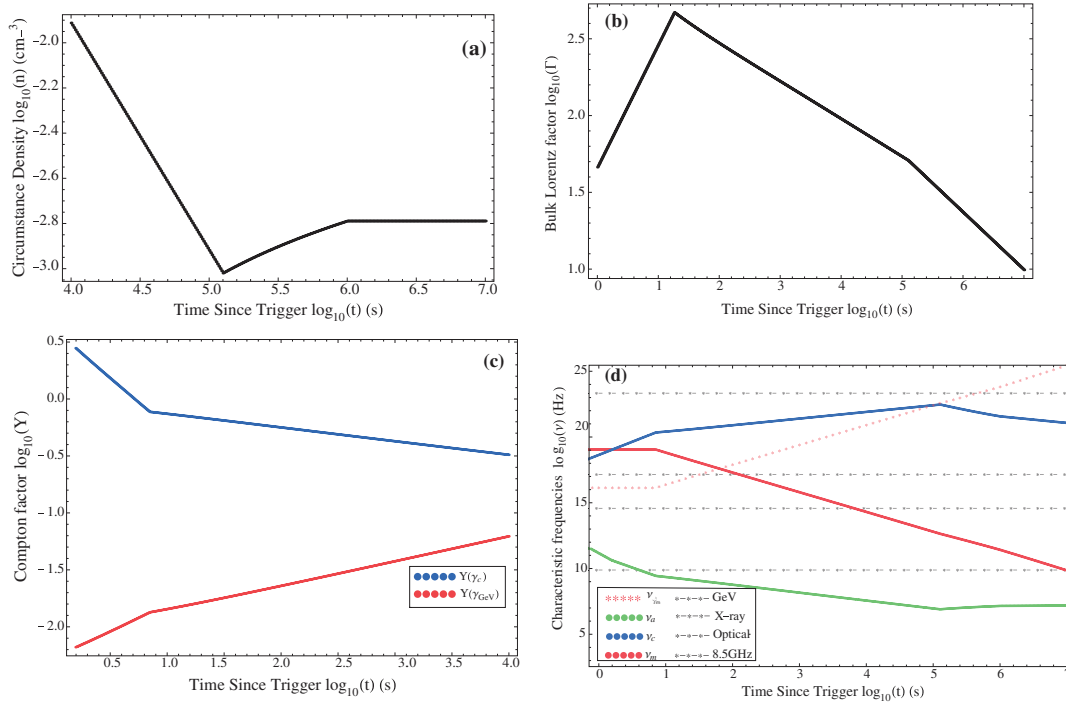 (a)
Circumstance Density log10(n) (cm−3)
−2.0
−2.2
−2.4
−2.6
−2.8
−3.0
4.0 4.5 5.0 5.5 6.0 6.5 7.0
Time Since Trigger log10(t) (s)
(b)
Bulk Lorentz factor log10(Γ)
2.5
2.0
1.5
1.0
0 1 2 3 4 5 6 7
Time Since Trigger log10(t) (s)
(c)
Compton factor log10(Y)
0.5
0.0
−0.5
−1.0
−1.5
−2.0
Y(γc)
Y(γGeV)
0.5 1.0 1.5 2.0 2.5 3.0 3.5 4.0
Time Since Trigger log10(t) (s)
(d)
Characteristic frequencies log10(ν) (Hz)
25
20
15
10
5
GeV
νa X−ray
νc Optical
νm 8.5GHz
0 1 2 3 4 5 6 7
Time Since Trigger log10(t) (s)